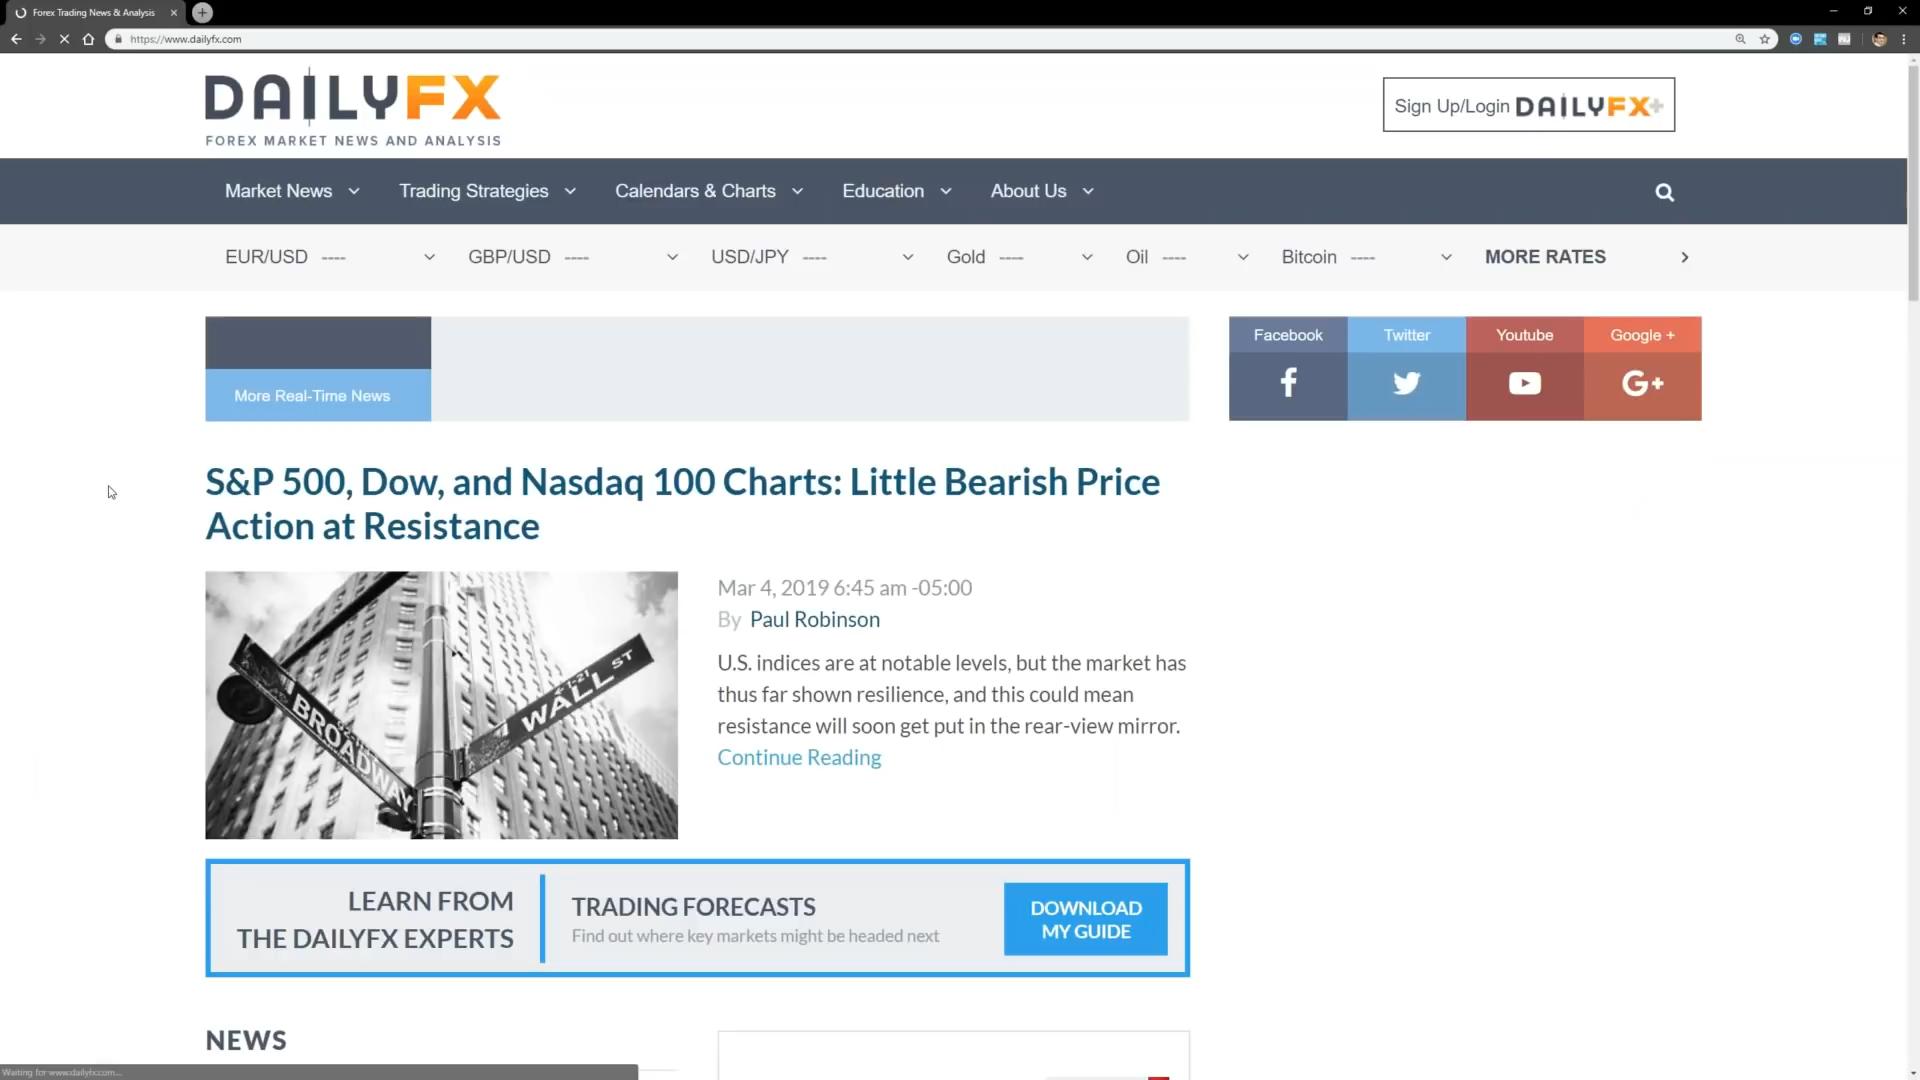 Forex Trading News & Analysis
https://www.dailyfx.com
DAILYFX
FOREX MARKET NEWS AND ANALYSIS
Sign Up/Login DAILYFX+
Market News
Trading Strategies
Calendars & Charts
Education
About Us
EUR/USD ----
GBP/USD ----
USD/JPY ----
Gold ----
Oil ----
Bitcoin ----
MORE RATES
More Real-Time News
Facebook
Twitter
Youtube
Google +
G+
S&P 500, Dow, and Nasdaq 100 Charts: Little Bearish Price
Action at Resistance
BROADWAY
WALL ST
Mar 4, 2019 6:45 am -05:00
By Paul Robinson
U.S. indices are at notable levels, but the market has
thus far shown resilience, and this could mean
resistance will soon get put in the rear-view mirror.
Continue Reading
LEARN FROM
THE DAILYFX EXPERTS
TRADING FORECASTS
Find out where key markets might be headed next
DOWNLOAD
MY GUIDE
NEWS
Waiting for www.dailyfx.com...